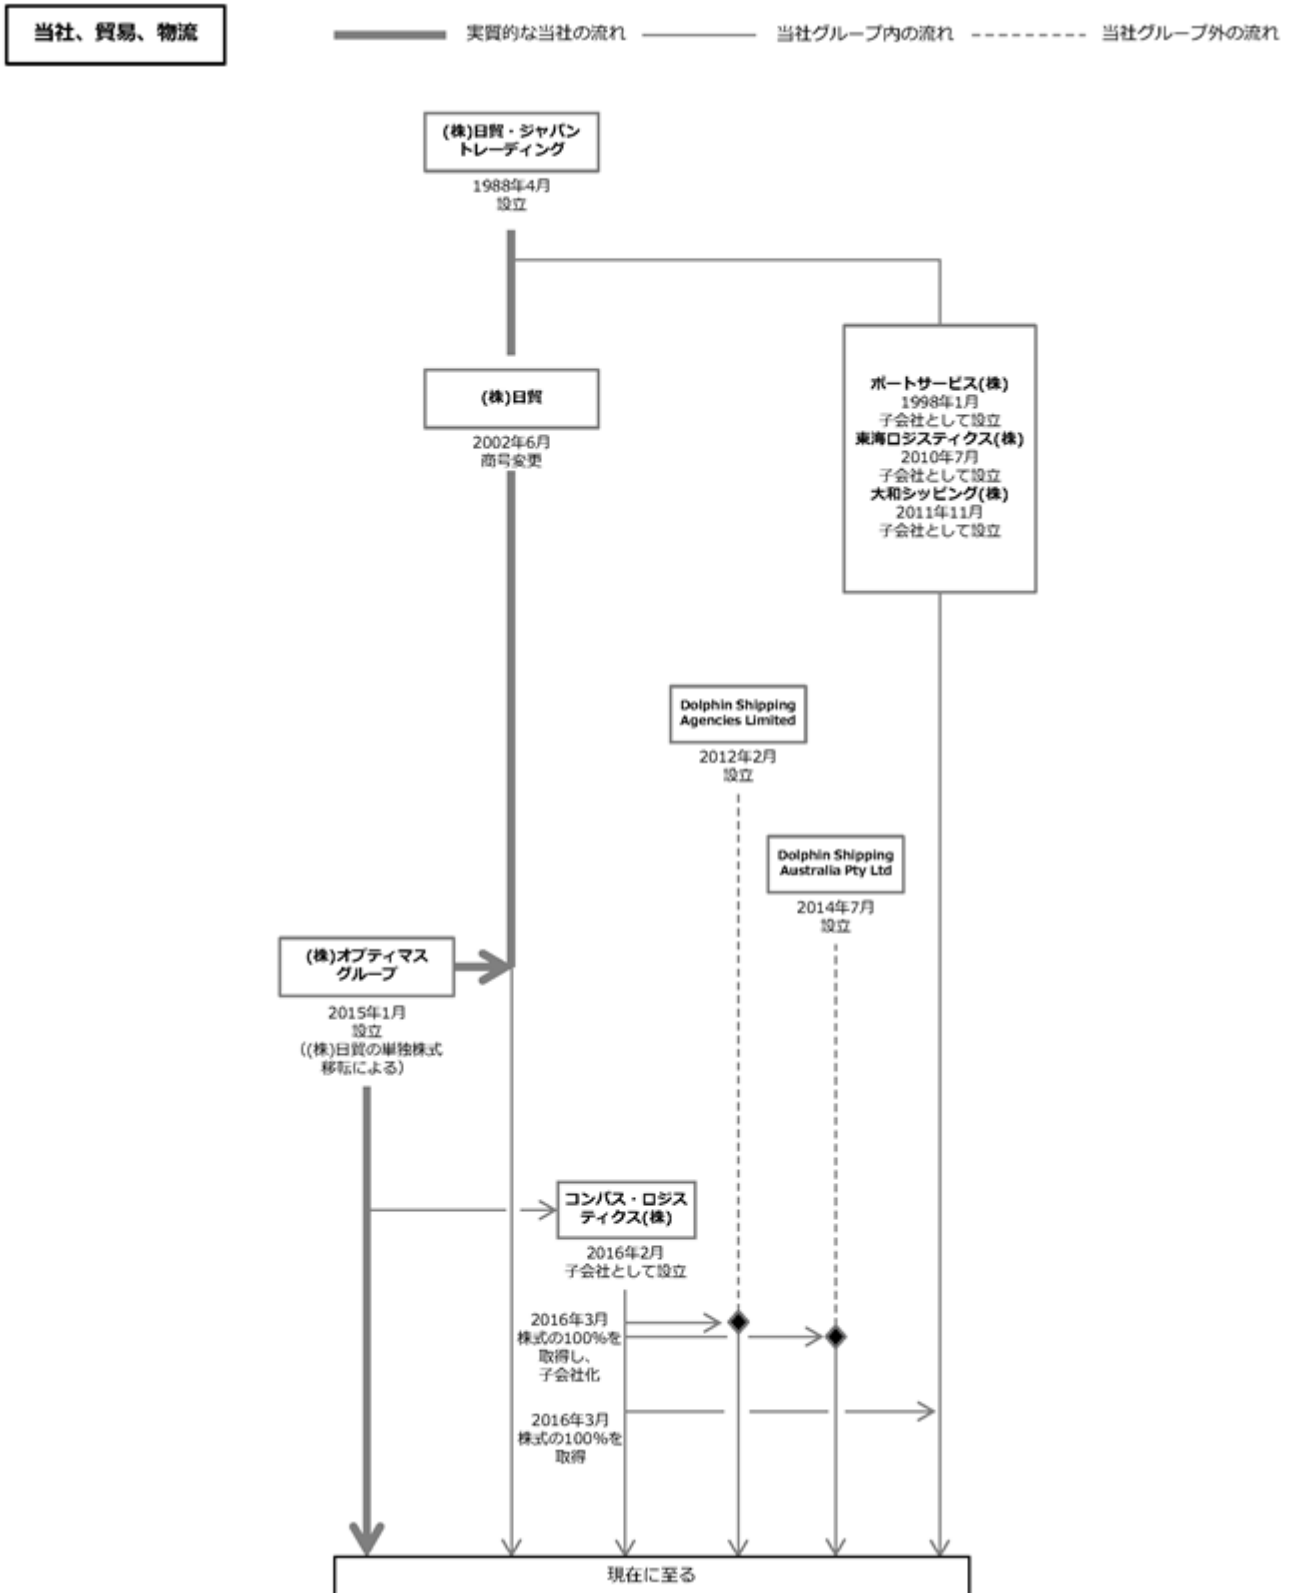 当社、貿易、物流
実質的な当社の流れ
当社グループ内の流れ
当社グループ外の流れ
(株)日貿・ジャパン
トレーディング
1988年4月
設立
(株)日貿
2002年6月
商号変更
ポートサービス(株)
1998年1月
子会社として設立
東海ロジスティクス(株)
2010年7月
子会社として設立
大和シッピング(株)
2011年11月
子会社として設立
Dolphin Shipping
Agencies Limited
2012年2月
設立
Dolphin Shipping
Australia Pty Ltd
2014年7月
設立
(株)オプティマス
グループ
2015年1月
設立
((株)日貿の単独株式
移転による)
コンパス・ロジス
ティクス(株)
2016年2月
子会社として設立
2016年3月
株式の100%を
取得し、
子会社化
2016年3月
株式の100%を
取得
現在に至る